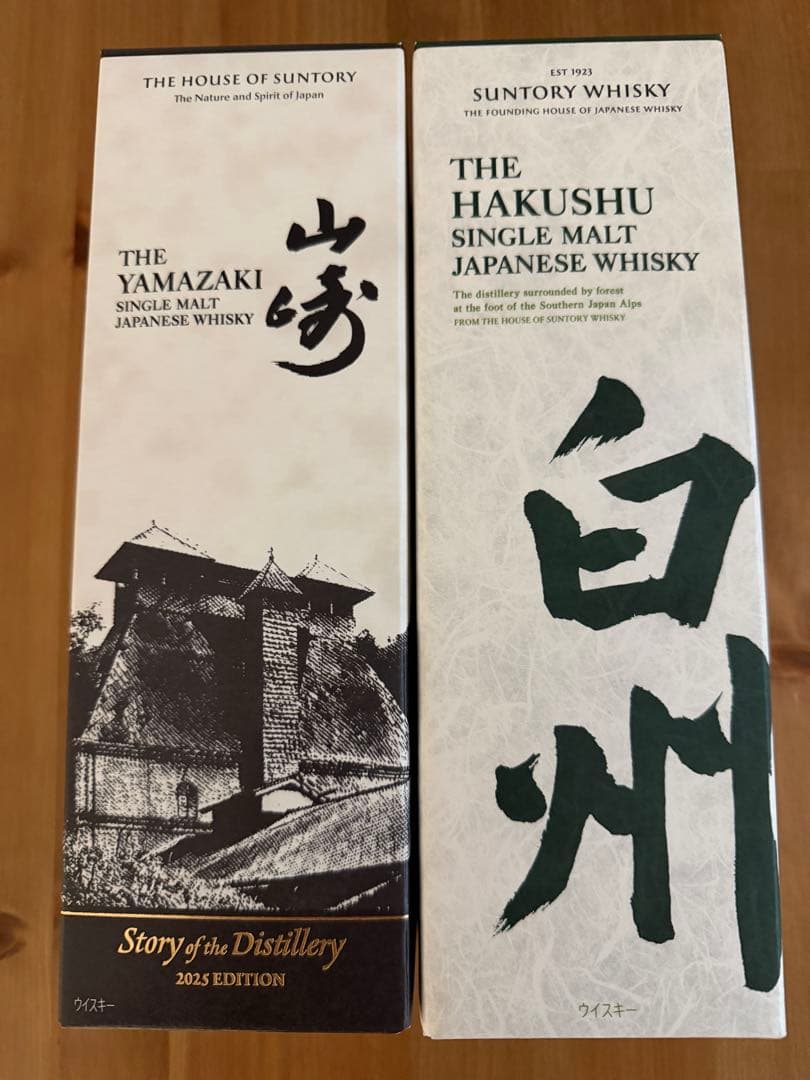 THE HOUSE OF SUNTORY
The Nature and Spirit of Japan
THE
YAMAZAKI
SINGLE MALT
JAPANESE WHISKY
山崎
Story of the Distillery
2025 EDITION
ウイスキー
EST 1923
SUNTORY WHISKY
THE FOUNDING HOUSE OF JAPANESE WHISKY
THE
HAKUSHU
SINGLE MALT
JAPANESE WHISKY
The distillery surrounded by forest
at the foot of the Southern Japan Alps
FROM THE HOUSE OF SUNTORY WHISKY
白州
ウイスキー